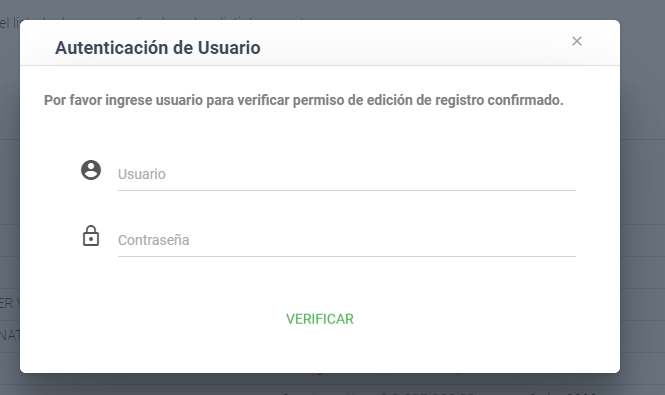 Autenticación de Usuario
×
Por favor ingrese usuario para verificar permiso de edición de registro confirmado.
Usuario
Contraseña
VERIFICAR